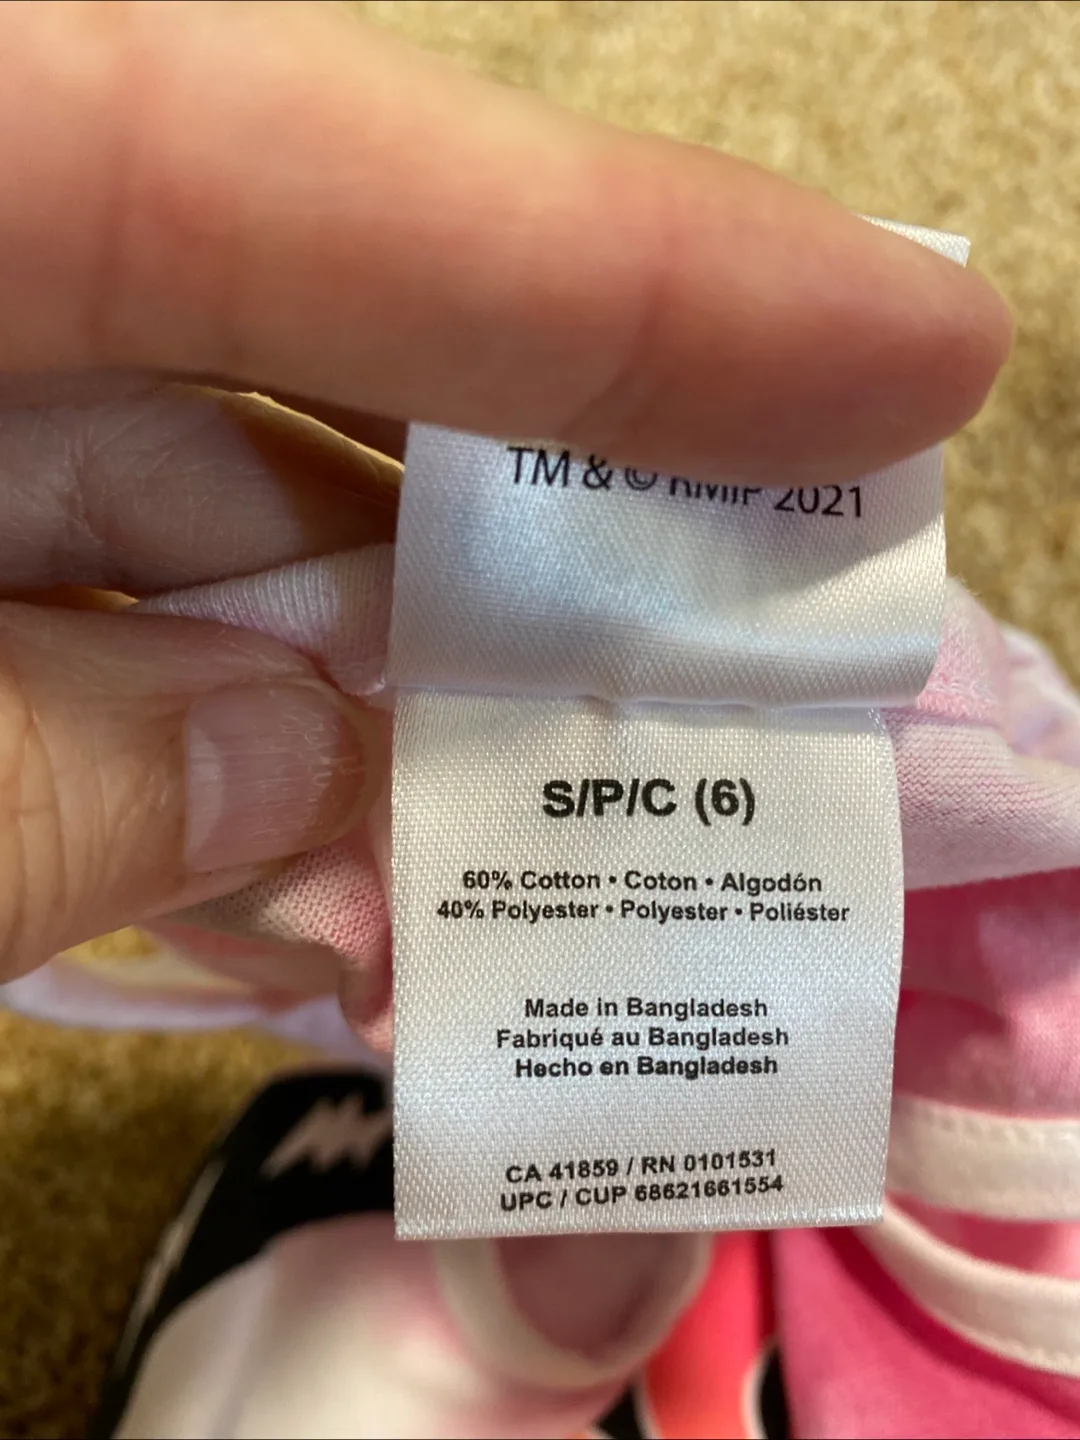 TM & © RMIP 2021
S/P/C (6)
60% Cotton • Coton • Algodón
40% Polyester • Polyester • Poliéster
Made in Bangladesh
Fabriqué au Bangladesh
Hecho en Bangladesh
CA 41859 / RN 0101531
UPC / CUP 68621661554